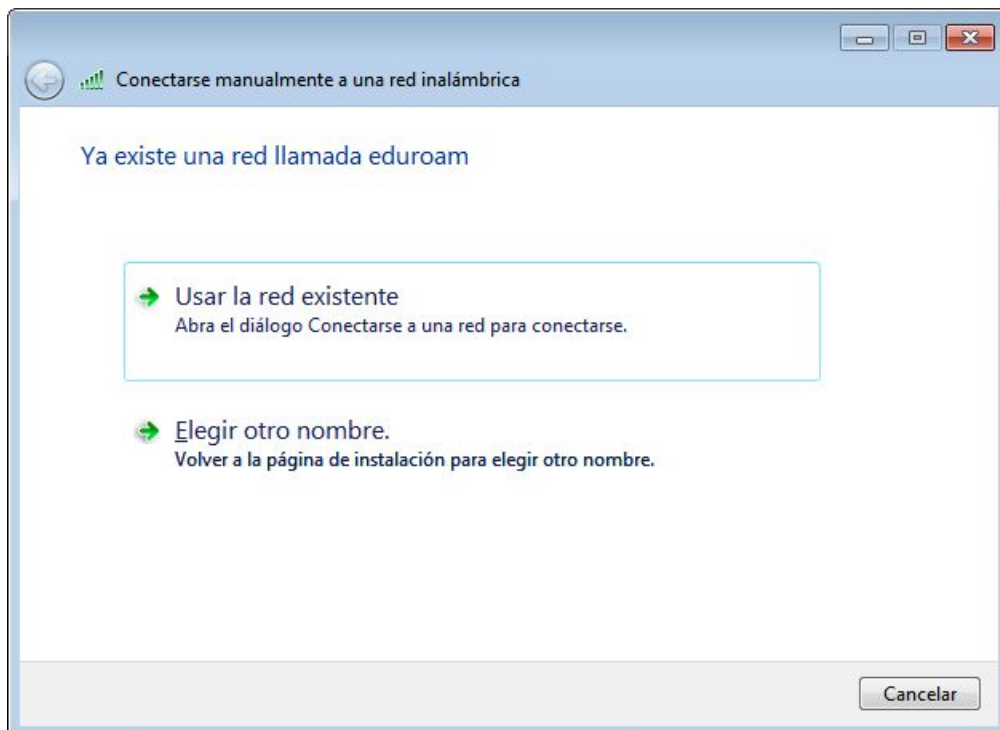 Conectarse manualmente a una red inalámbrica
Ya existe una red llamada eduroam
Usar la red existente
Abra el diálogo Conectarse a una red para conectarse.
Elegir otro nombre.
Volver a la página de instalación para elegir otro nombre.
Cancelar